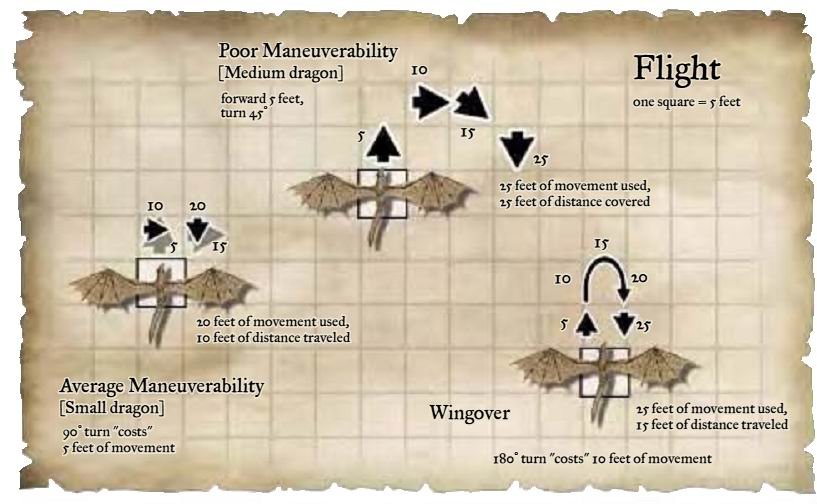 Poor Maneuverability
[Medium dragon]
forward 5 feet,
turn 45°
Flight
one square = 5 feet
10
15
5
25
25 feet of movement used,
25 feet of distance covered
10 20
5 15
20 feet of movement used,
10 feet of distance traveled
Average Maneuverability
[Small dragon]
90° turn "costs"
5 feet of movement
15
10 20
5 25
Wingover
25 feet of movement used,
15 feet of distance traveled
180° turn "costs" 10 feet of movement